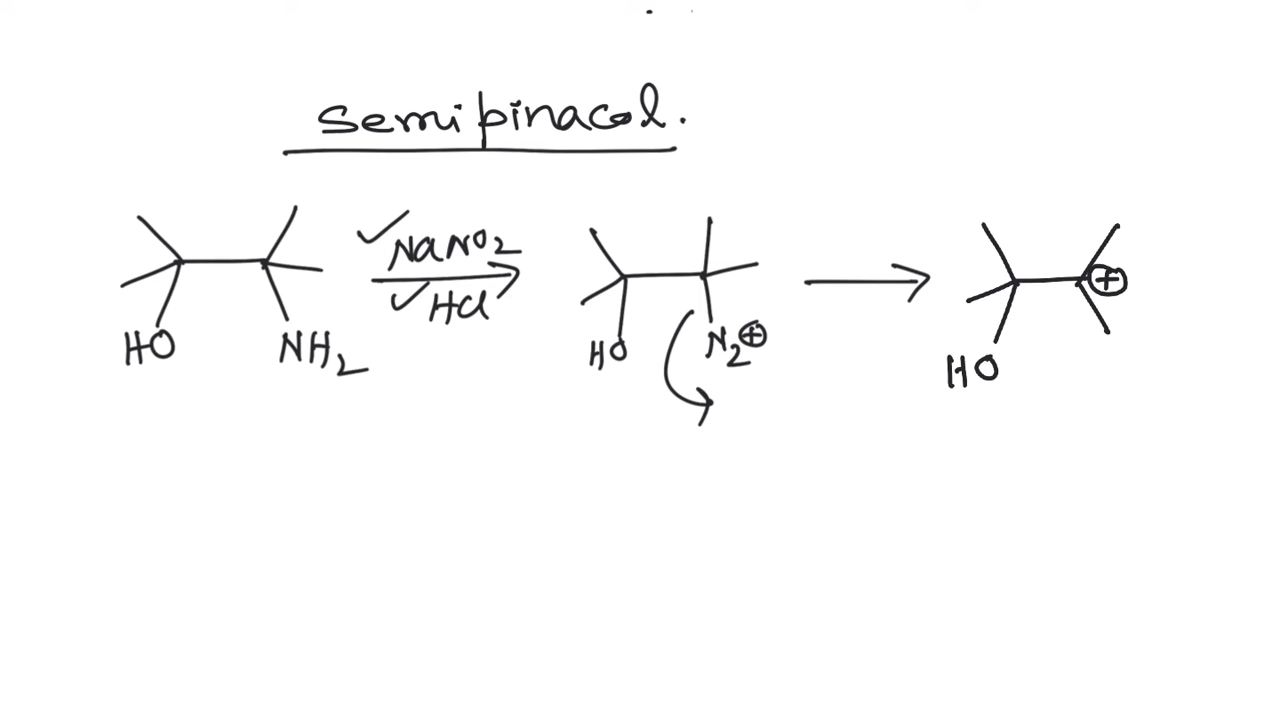 Semipinacol.
NaNO2
HCl
HO
NH2
HO
N2⊕
⊕
HO